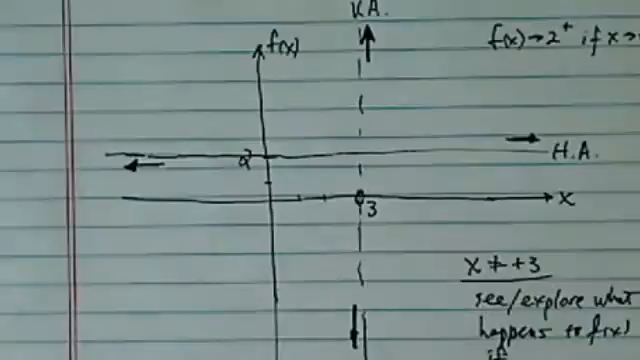 V.A.
f(x)
f(x)→2⁺ if x→
2
H.A.
x
3
x ≠ +3
see/explore what
happens to f(x)
if